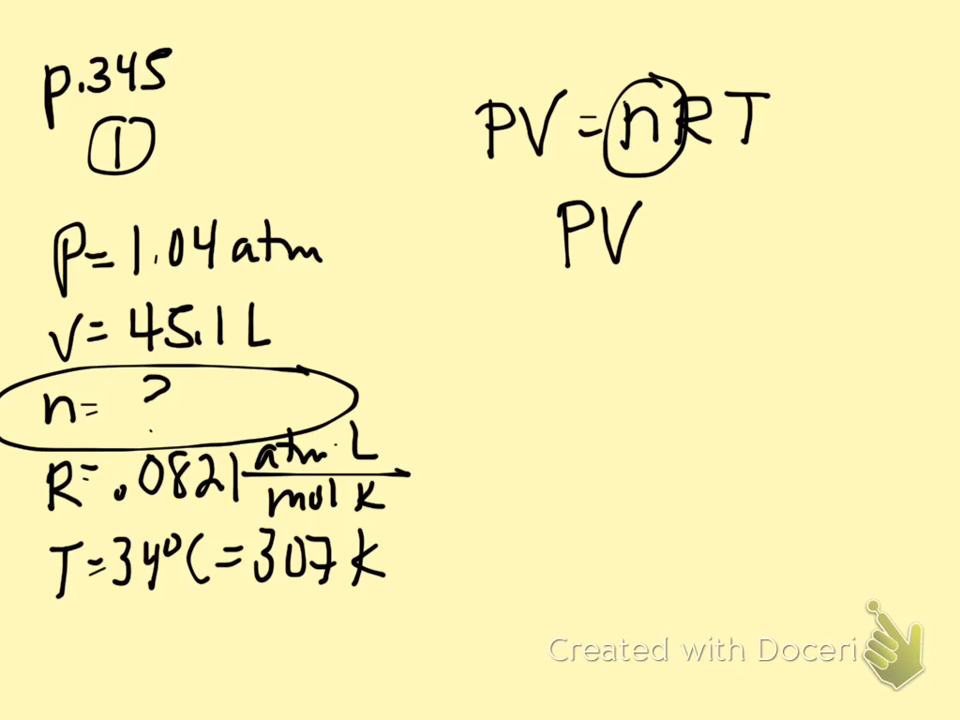 p.345
1
P= 1.04 atm
V= 45.1 L
n= ?
R= .0821 atm·L
mol K
T=34°C=307 K
PV=nRT
PV
Created with Doceri